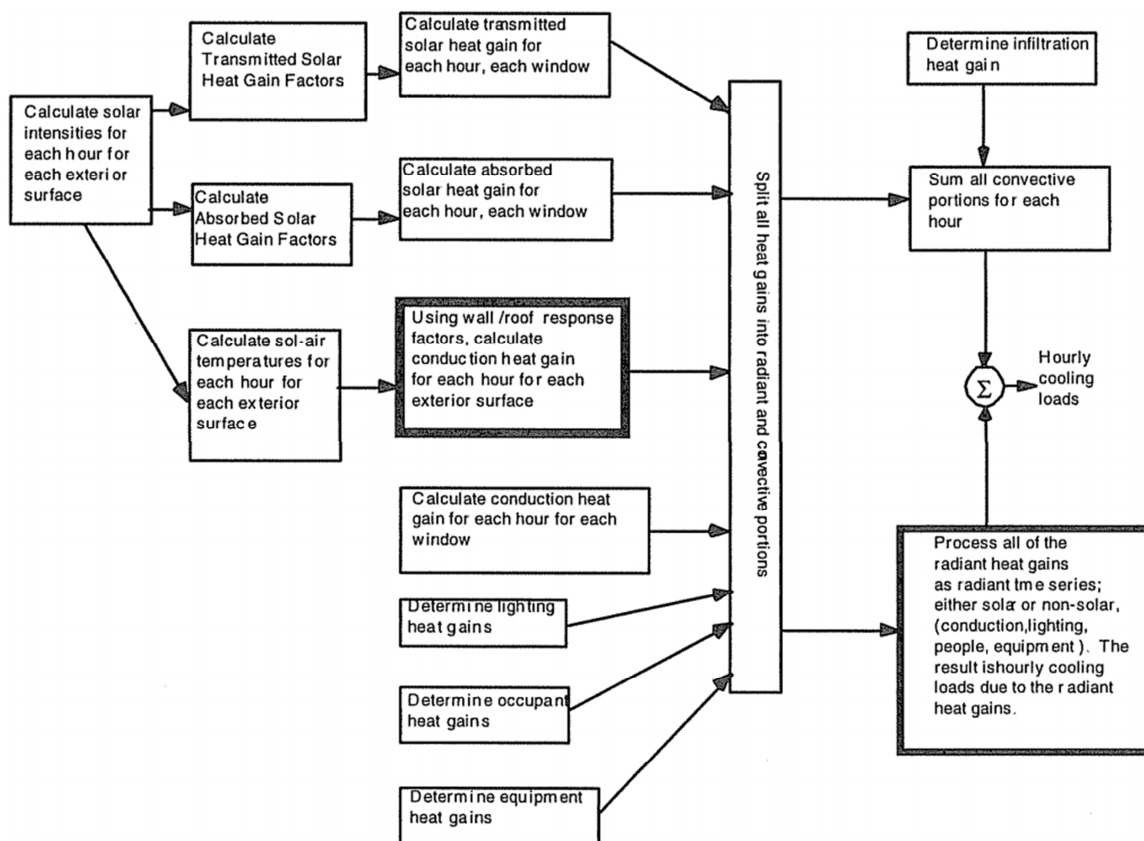 Calculate
Transmitted Solar
Heat Gain Factors
Calculate transmitted
solar heat gain for
each hour, each window
Determine infiltration
heat gain
Calculate solar
intensities for
each hour for
each exterior
surface
Calculate
Absorbed Solar
Heat Gain Factors
Calculate absorbed
solar heat gain for
each hour, each window
Split all heat gains into radiant and covective portions
Sum all convective
portions for each
hour
Calculate sol-air
temperatures for
each hour for
each exterior
surface
Using wall/roof response
factors, calculate
conduction heat gain
for each hour for each
exterior surface
Σ
Hourly
cooling
loads
Calculate conduction heat
gain for each hour for each
window
Determine lighting
heat gains
Determine occupant
heat gains
Determine equipment
heat gains
Process all of the
radiant heat gains
as radiant tme series;
either solar or non-solar,
(conduction,lighting,
people, equipment). The
result ishourly cooling
loads due to the radiant
heat gains.